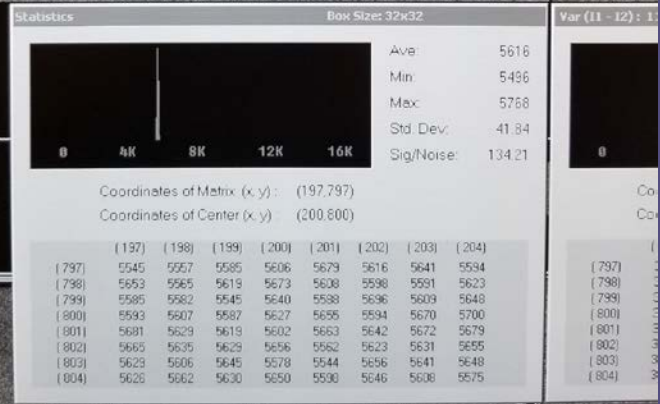 Statistics Box Size: 32x32
Var (I1 - I2) : 1
Ave: 5616
Min: 5496
Max: 5768
Std. Dev: 41.84
Sig/Noise: 134.21
0 4K 8K 12K 16K
0
Coordinates of Matrix (x, y) : (197,797)
Coordinates of Center (x, y) : (200,800)
(197) (198) (199) (200) (201) (202) (203) (204)
(797) 5545 5557 5585 5606 5679 5616 5641 5594
(798) 5653 5565 5619 5673 5608 5598 5591 5623
(799) 5585 5582 5545 5640 5588 5696 5609 5648
(800) 5593 5607 5587 5627 5655 5594 5670 5700
(801) 5681 5629 5619 5602 5663 5642 5672 5679
(802) 5665 5635 5629 5656 5562 5623 5631 5655
(803) 5629 5606 5645 5578 5544 5656 5641 5648
(804) 5626 5662 5630 5650 5590 5646 5608 5575
(797)
(798)
(799)
(800)
(801)
(802)
(803)
(804)